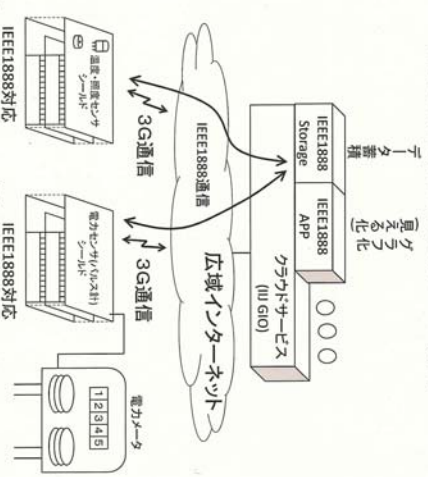 データ蓄積
グラフ化
(見える化)
IEEE1888
Storage
IEEE1888
APP
○○○
クラウドサービス
(IIJ GIO)
広域インターネット
IEEE1888通信
3G通信
3G通信
温度・照度センサ
シールド
IEEE1888対応
電力センサ(パルス計)
シールド
IEEE1888対応
電力メータ
12345